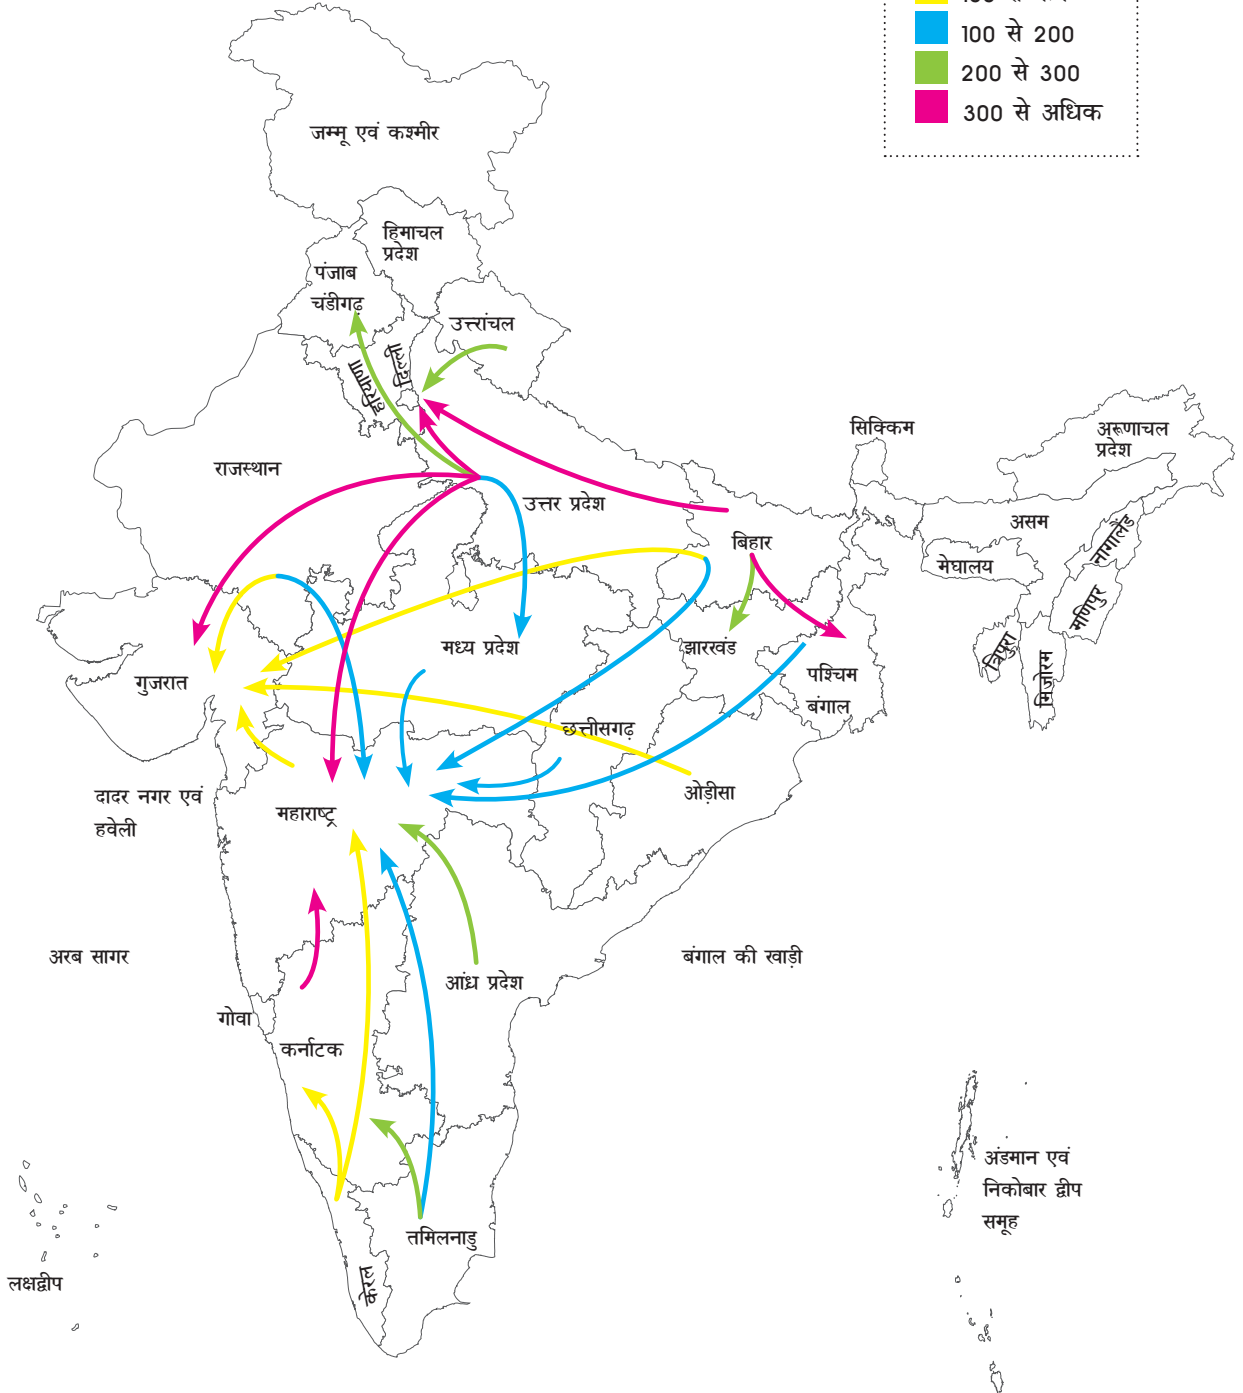 100 से 200
200 से 300
300 से अधिक
जम्मू एवं कश्मीर
हिमाचल
प्रदेश
पंजाब
चंडीगढ़
उत्तरांचल
दिल्ली
हरियाणा
राजस्थान
उत्तर प्रदेश
सिक्किम
अरूणाचल
प्रदेश
असम
नागालैंड
मेघालय
मणिपुर
त्रिपुरा
मिज़ोरम
बिहार
झारखंड
पश्चिम
बंगाल
मध्य प्रदेश
गुजरात
छत्तीसगढ़
ओड़ीसा
दादर नगर एवं
हवेली
महाराष्ट्र
अरब सागर
बंगाल की खाड़ी
आंध्र प्रदेश
गोवा
कर्नाटक
अंडमान एवं
निकोबार द्वीप
समूह
तमिलनाडु
केरल
लक्षद्वीप